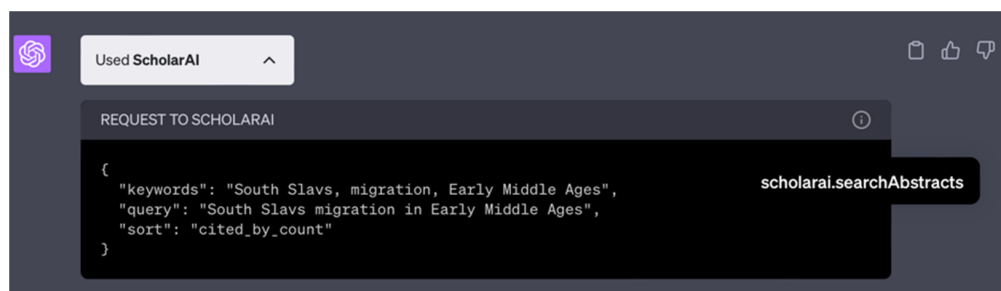 Used ScholarAI
REQUEST TO SCHOLARAI
{
"keywords": "South Slavs, migration, Early Middle Ages",
"query": "South Slavs migration in Early Middle Ages",
"sort": "cited_by_count"
}
scholarai.searchAbstracts